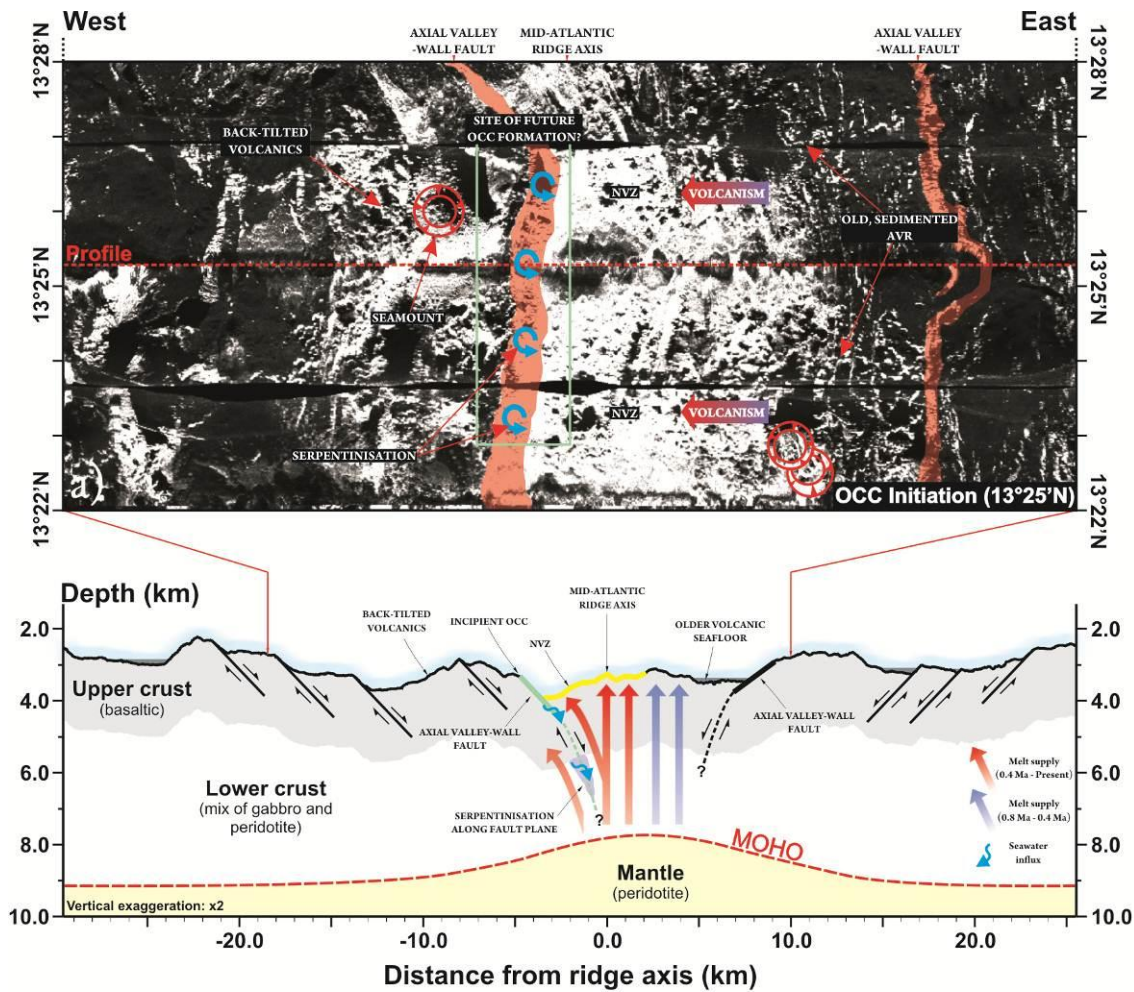 West
East
AXIAL VALLEY
-WALL FAULT
MID-ATLANTIC
RIDGE AXIS
AXIAL VALLEY
-WALL FAULT
13°28'N
13°28'N
SITE OF FUTURE
OCC FORMATION?
BACK-TILTED
VOLCANICS
NVZ
VOLCANISM
OLD, SEDIMENTED
AVR
Profile
13°25'N
13°25'N
SEAMOUNT
NVZ
VOLCANISM
SERPENTINISATION
a)
OCC Initiation (13°25'N)
13°22'N
13°22'N
Depth (km)
MID-ATLANTIC
RIDGE AXIS
BACK-TILTED
VOLCANICS
INCIPIENT OCC
OLDER VOLCANIC
SEAFLOOR
NVZ
2.0
2.0
Upper crust
(basaltic)
4.0
4.0
AXIAL VALLEY-WALL
FAULT
AXIAL VALLEY-WALL
FAULT
6.0
6.0
?
Melt supply
(0.4 Ma - Present)
Lower crust
(mix of gabbro and
peridotite)
Melt supply
(0.8 Ma - 0.4 Ma)
SERPENTINISATION
ALONG FAULT PLANE
?
Seawater
influx
8.0
8.0
MOHO
Mantle
(peridotite)
Vertical exaggeration: x2
10.0
10.0
-20.0
-10.0
0.0
10.0
20.0
Distance from ridge axis (km)